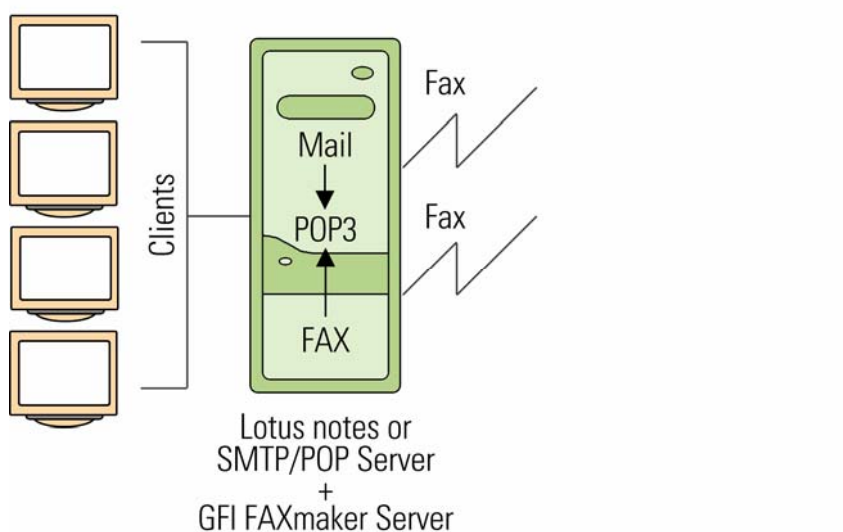 Clients
Mail
POP3
FAX
Fax
Fax
Lotus notes or
SMTP/POP Server
+
GFI FAXmaker Server